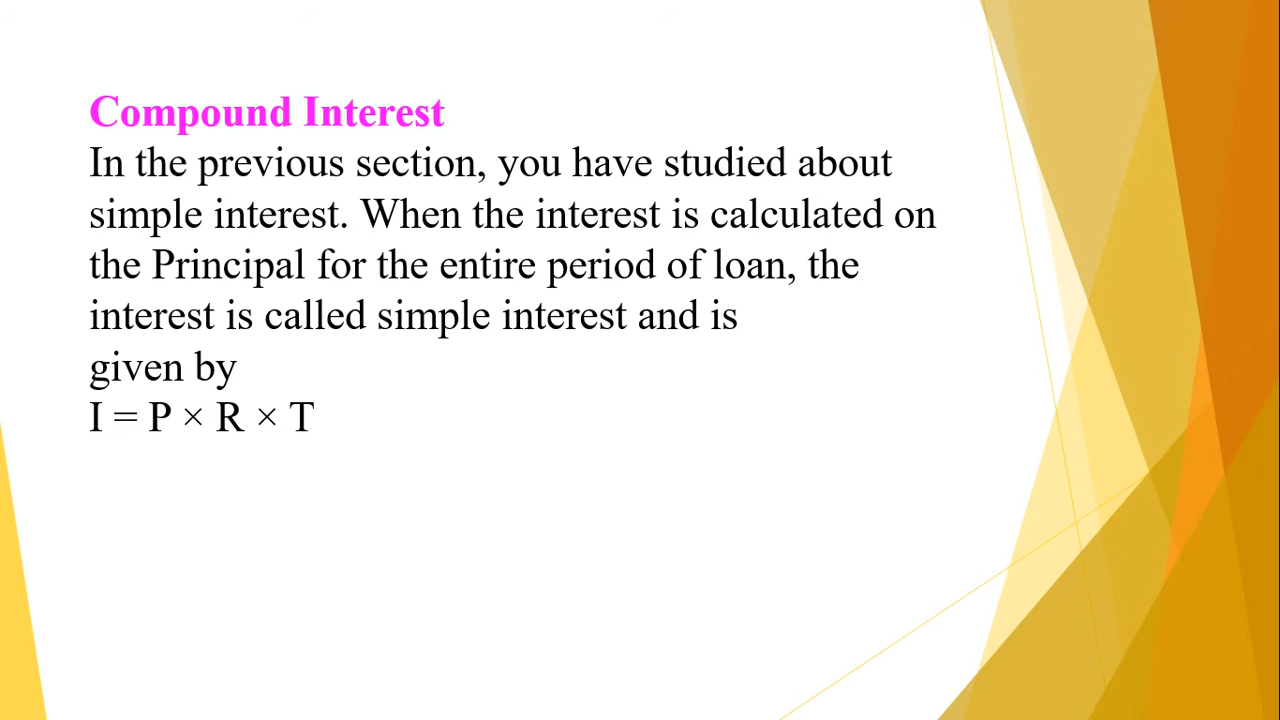 Compound Interest
In the previous section, you have studied about
simple interest. When the interest is calculated on
the Principal for the entire period of loan, the
interest is called simple interest and is
given by
I = P × R × T